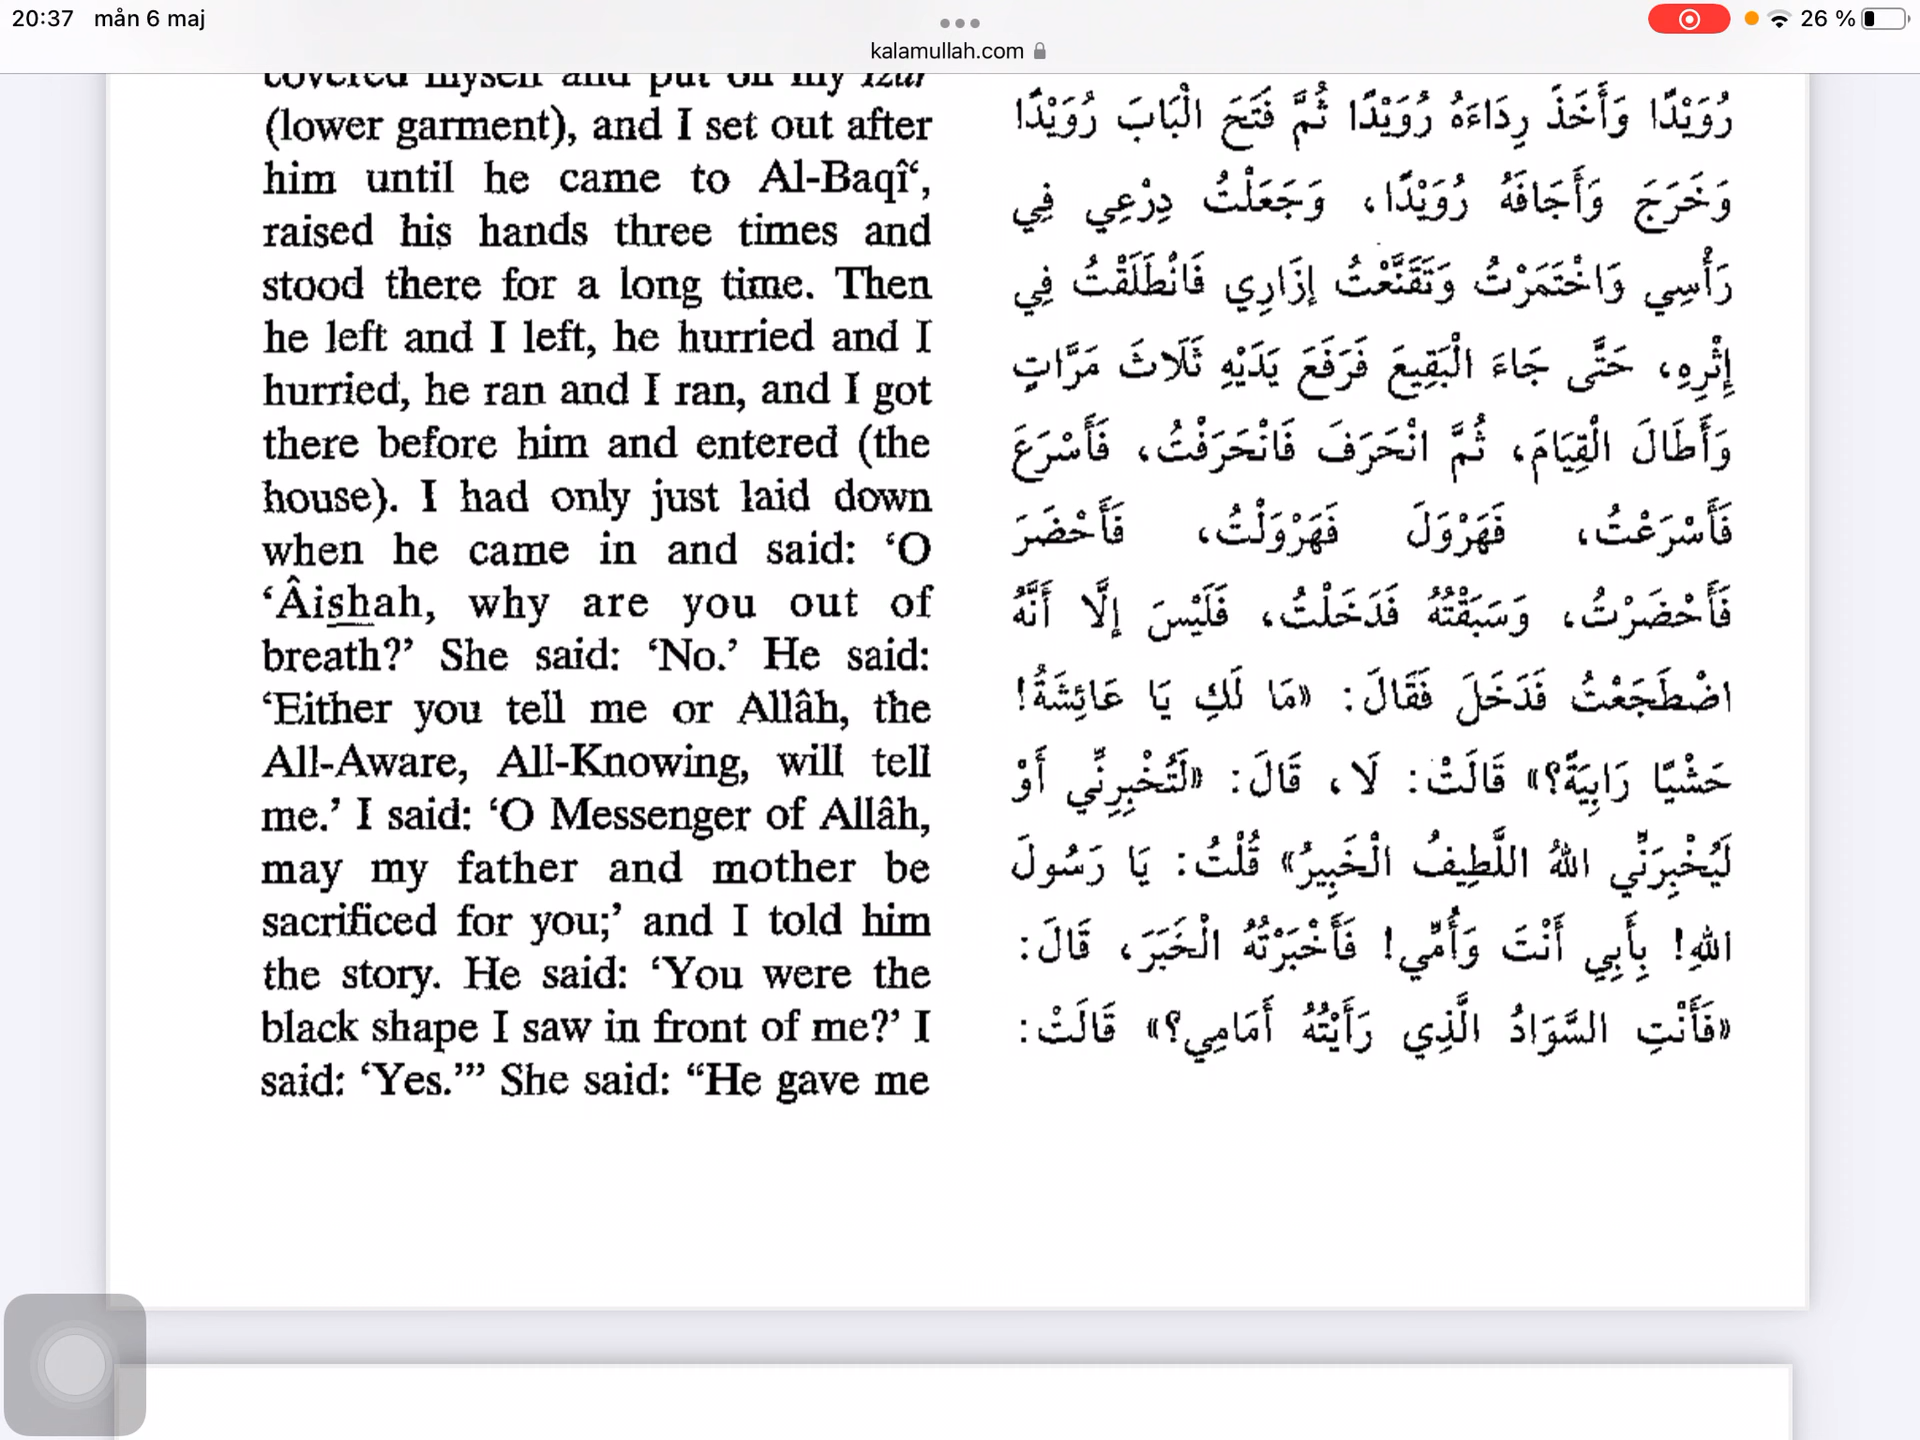 20:37 mån 6 maj
26 %
kalamullah.com
covered myself and put on my Izâr
(lower garment), and I set out after
him until he came to Al-Baqî‘,
raised his hands three times and
stood there for a long time. Then
he left and I left, he hurried and I
hurried, he ran and I ran, and I got
there before him and entered (the
house). I had only just laid down
when he came in and said: ‘O
‘Âishah, why are you out of
breath?’ She said: ‘No.’ He said:
‘Either you tell me or Allâh, the
All-Aware, All-Knowing, will tell
me.’ I said: ‘O Messenger of Allâh,
may my father and mother be
sacrificed for you;’ and I told him
the story. He said: ‘You were the
black shape I saw in front of me?’ I
said: ‘Yes.’” She said: “He gave me
رُوَيْدًا وَأَخَذَ رِدَاءَهُ رُوَيْدًا ثُمَّ فَتَحَ الْبَابَ رُوَيْدًا
وَخَرَجَ وَأَجَافَهُ رُوَيْدًا، وَجَعَلْتُ دِرْعِي فِي
رَأْسِي وَاخْتَمَرْتُ وَتَقَنَّعْتُ إِزَارِي فَانْطَلَقْتُ فِي
إِثْرِهِ، حَتَّى جَاءَ الْبَقِيعَ فَرَفَعَ يَدَيْهِ ثَلَاثَ مَرَّاتٍ
وَأَطَالَ الْقِيَامَ، ثُمَّ انْحَرَفَ فَانْحَرَفْتُ، فَأَسْرَعَ
فَأَسْرَعْتُ، فَهَرْوَلَ فَهَرْوَلْتُ، فَأَحْضَرَ
فَأَحْضَرْتُ، وَسَبَقْتُهُ فَدَخَلْتُ، فَلَيْسَ إِلَّا أَنَّهُ
اضْطَجَعْتُ فَدَخَلَ فَقَالَ: «مَا لَكِ يَا عَائِشَةُ!
حَشْيًا رَابِيَةً؟» قَالَتْ: لَا، قَالَ: «لَتُخْبِرِنِّي أَوْ
لَيُخْبِرَنِّي اللهُ اللَّطِيفُ الْخَبِيرُ» قُلْتُ: يَا رَسُولَ
اللهِ! بِأَبِي أَنْتَ وَأُمِّي! فَأَخْبَرْتُهُ الْخَبَرَ، قَالَ:
«فَأَنْتِ السَّوَادُ الَّذِي رَأَيْتُهُ أَمَامِي؟» قَالَتْ: